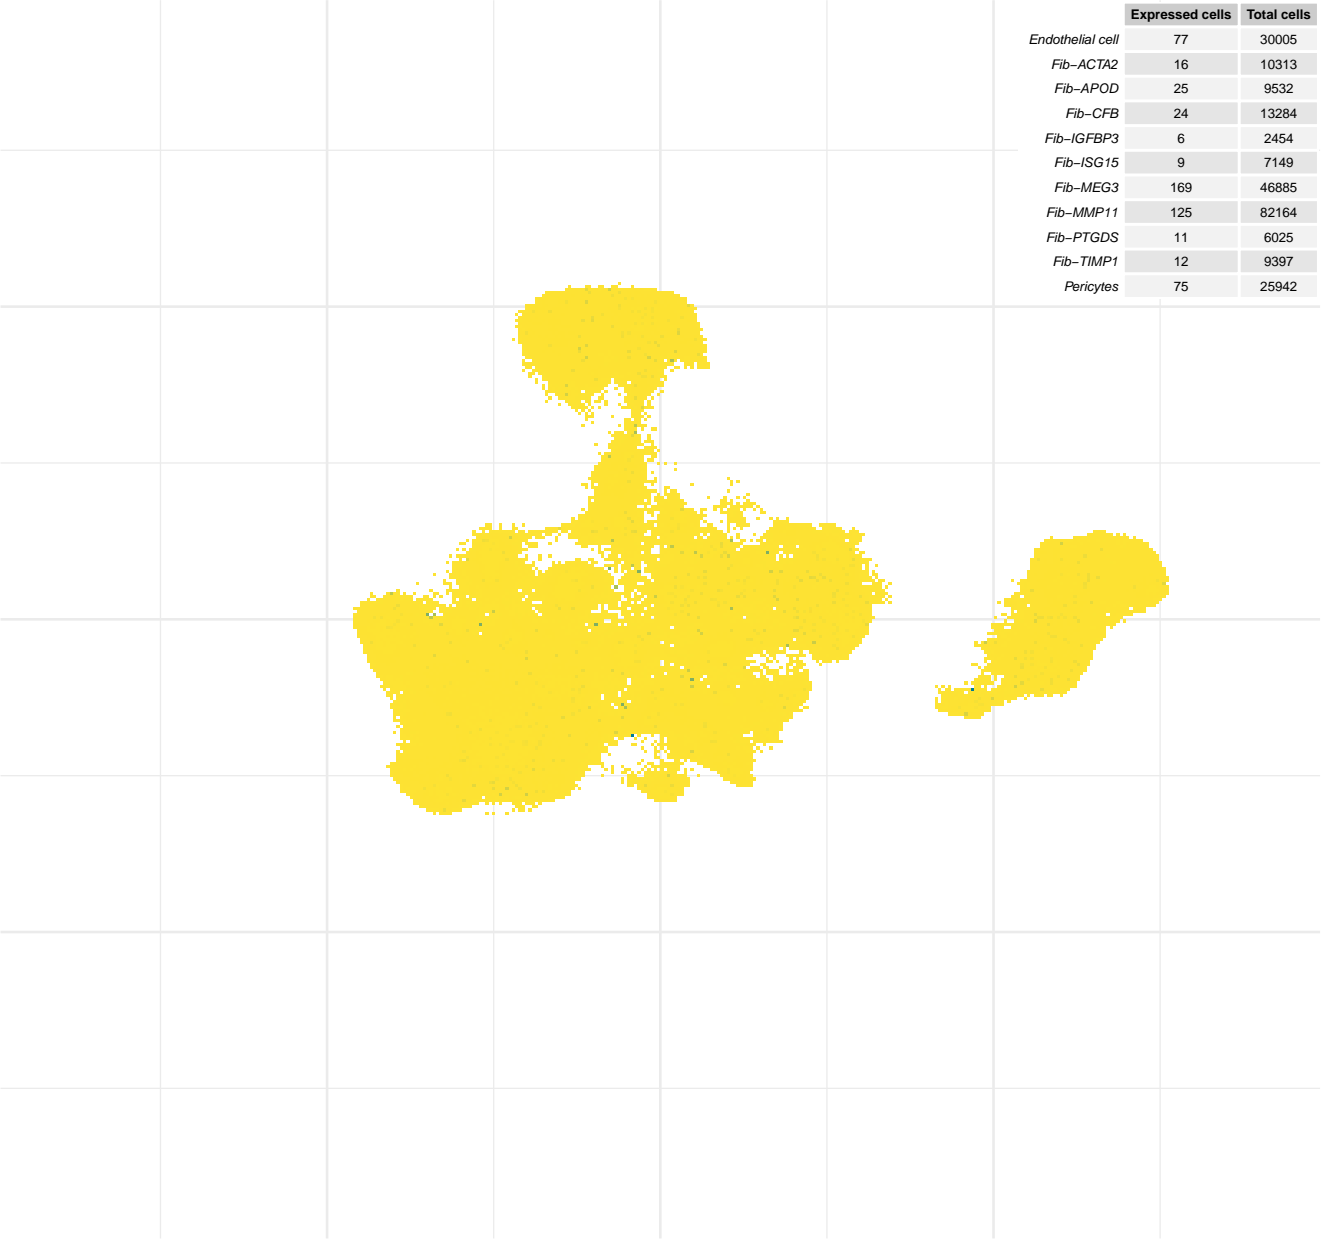 Expressed cells Total cells
Endothelial cell 77 30005
Fib−ACTA2 16 10313
Fib−APOD 25 9532
Fib−CFB 24 13284
Fib−IGFBP3 6 2454
Fib−ISG15 9 7149
Fib−MEG3 169 46885
Fib−MMP11 125 82164
Fib−PTGDS 11 6025
Fib−TIMP1 12 9397
Pericytes 75 25942